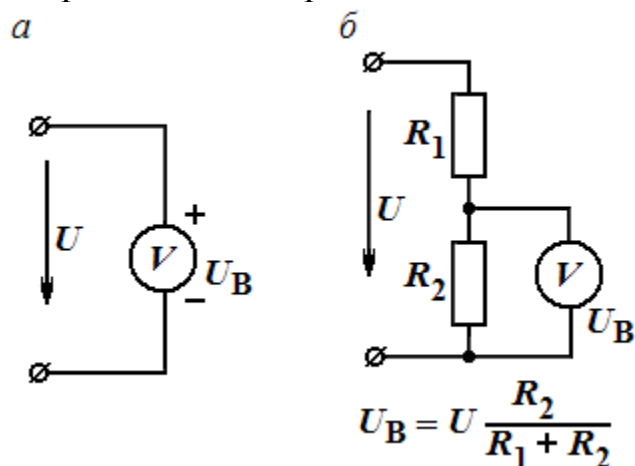 а
б
U
+
V
U_B
−
R_1
U
R_2
V
U_B
U_B = U R_2 / (R_1 + R_2)